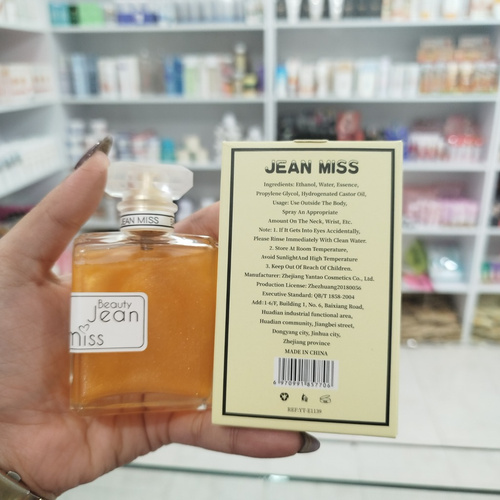 JEAN MISS
Beauty
Jean
miss
JEAN MISS
Ingredients: Ethanol, Water, Essence,
Propylene Glycol, Hydrogenated Castor Oil,
Usage: Use Outside The Body,
Spray An Appropriate
Amount On The Neck, Wrist, Etc.
Note: 1. If It Gets Into Eyes Accidentally,
Please Rinse Immediately With Clean Water.
2. Store At Room Temperature,
Avoid SunlightAnd High Temperature
3. Keep Out Of Reach Of Children.
Manufacturer: Zhejiang Yantao Cosmetics Co., Ltd.
Production License: Zhezhuang20180056
Executive Standard: QB/T 1858-2004
Add: 1-6/F, Building 1, No. 6, Baixiang Road,
Huadian industrial functional area,
Huadian community, Jiangbei street,
Dongyang city, Jinhua city,
Zhejiang province
MADE IN CHINA
6970991857706
REF:YT-X1139